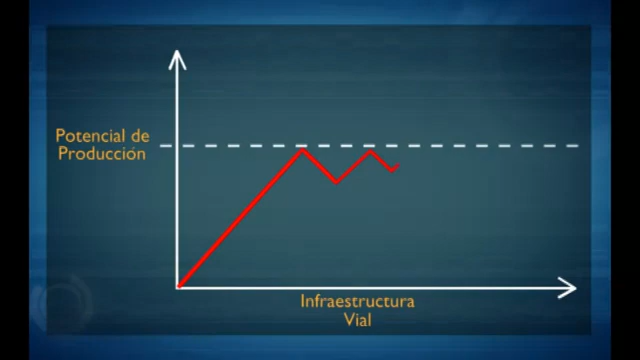 Potencial de
Producción
Infraestructura
Vial